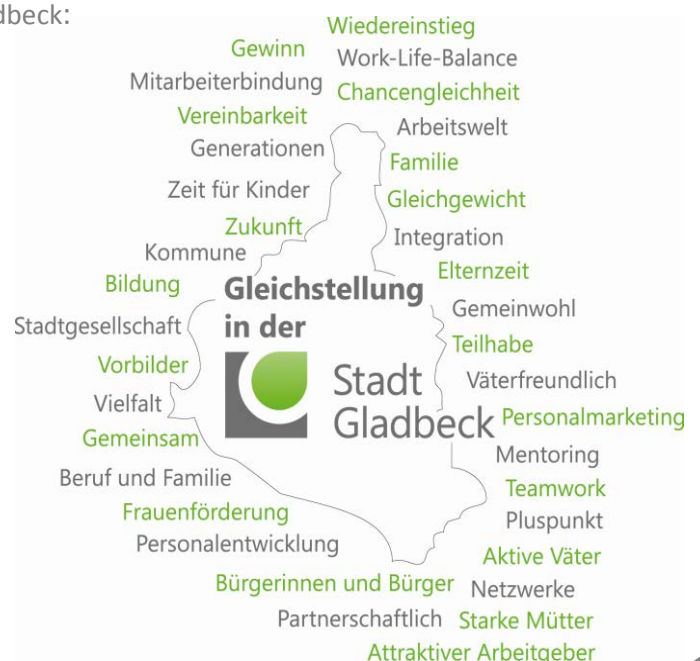 dbeck:
Wiedereinstieg
Gewinn
Work-Life-Balance
Mitarbeiterbindung
Chancengleichheit
Vereinbarkeit
Arbeitswelt
Generationen
Familie
Zeit für Kinder
Gleichgewicht
Zukunft
Integration
Kommune
Elternzeit
Bildung
Gleichstellung
in der
Stadt
Gladbeck
Gemeinwohl
Stadtgesellschaft
Teilhabe
Vorbilder
Väterfreundlich
Vielfalt
Personalmarketing
Gemeinsam
Mentoring
Beruf und Familie
Teamwork
Frauenförderung
Pluspunkt
Personalentwicklung
Aktive Väter
Bürgerinnen und Bürger
Netzwerke
Partnerschaftlich
Starke Mütter
Attraktiver Arbeitgeber